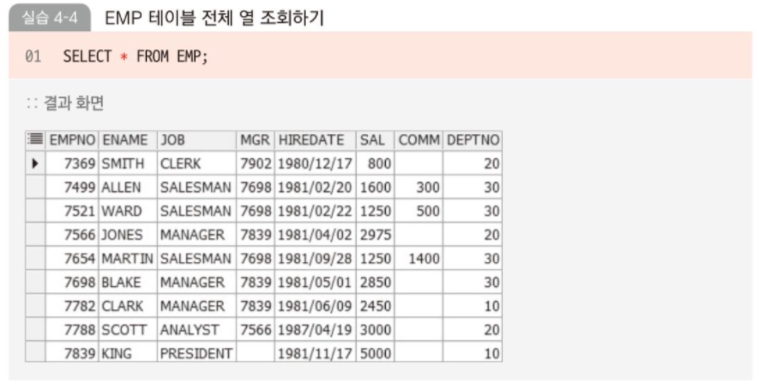 실습 4-4 EMP 테이블 전체 열 조회하기
01 SELECT * FROM EMP;
:: 결과 화면
EMPNO ENAME JOB MGR HIREDATE SAL COMM DEPTNO
7369 SMITH CLERK 7902 1980/12/17 800 20
7499 ALLEN SALESMAN 7698 1981/02/20 1600 300 30
7521 WARD SALESMAN 7698 1981/02/22 1250 500 30
7566 JONES MANAGER 7839 1981/04/02 2975 20
7654 MARTIN SALESMAN 7698 1981/09/28 1250 1400 30
7698 BLAKE MANAGER 7839 1981/05/01 2850 30
7782 CLARK MANAGER 7839 1981/06/09 2450 10
7788 SCOTT ANALYST 7566 1987/04/19 3000 20
7839 KING PRESIDENT 1981/11/17 5000 10